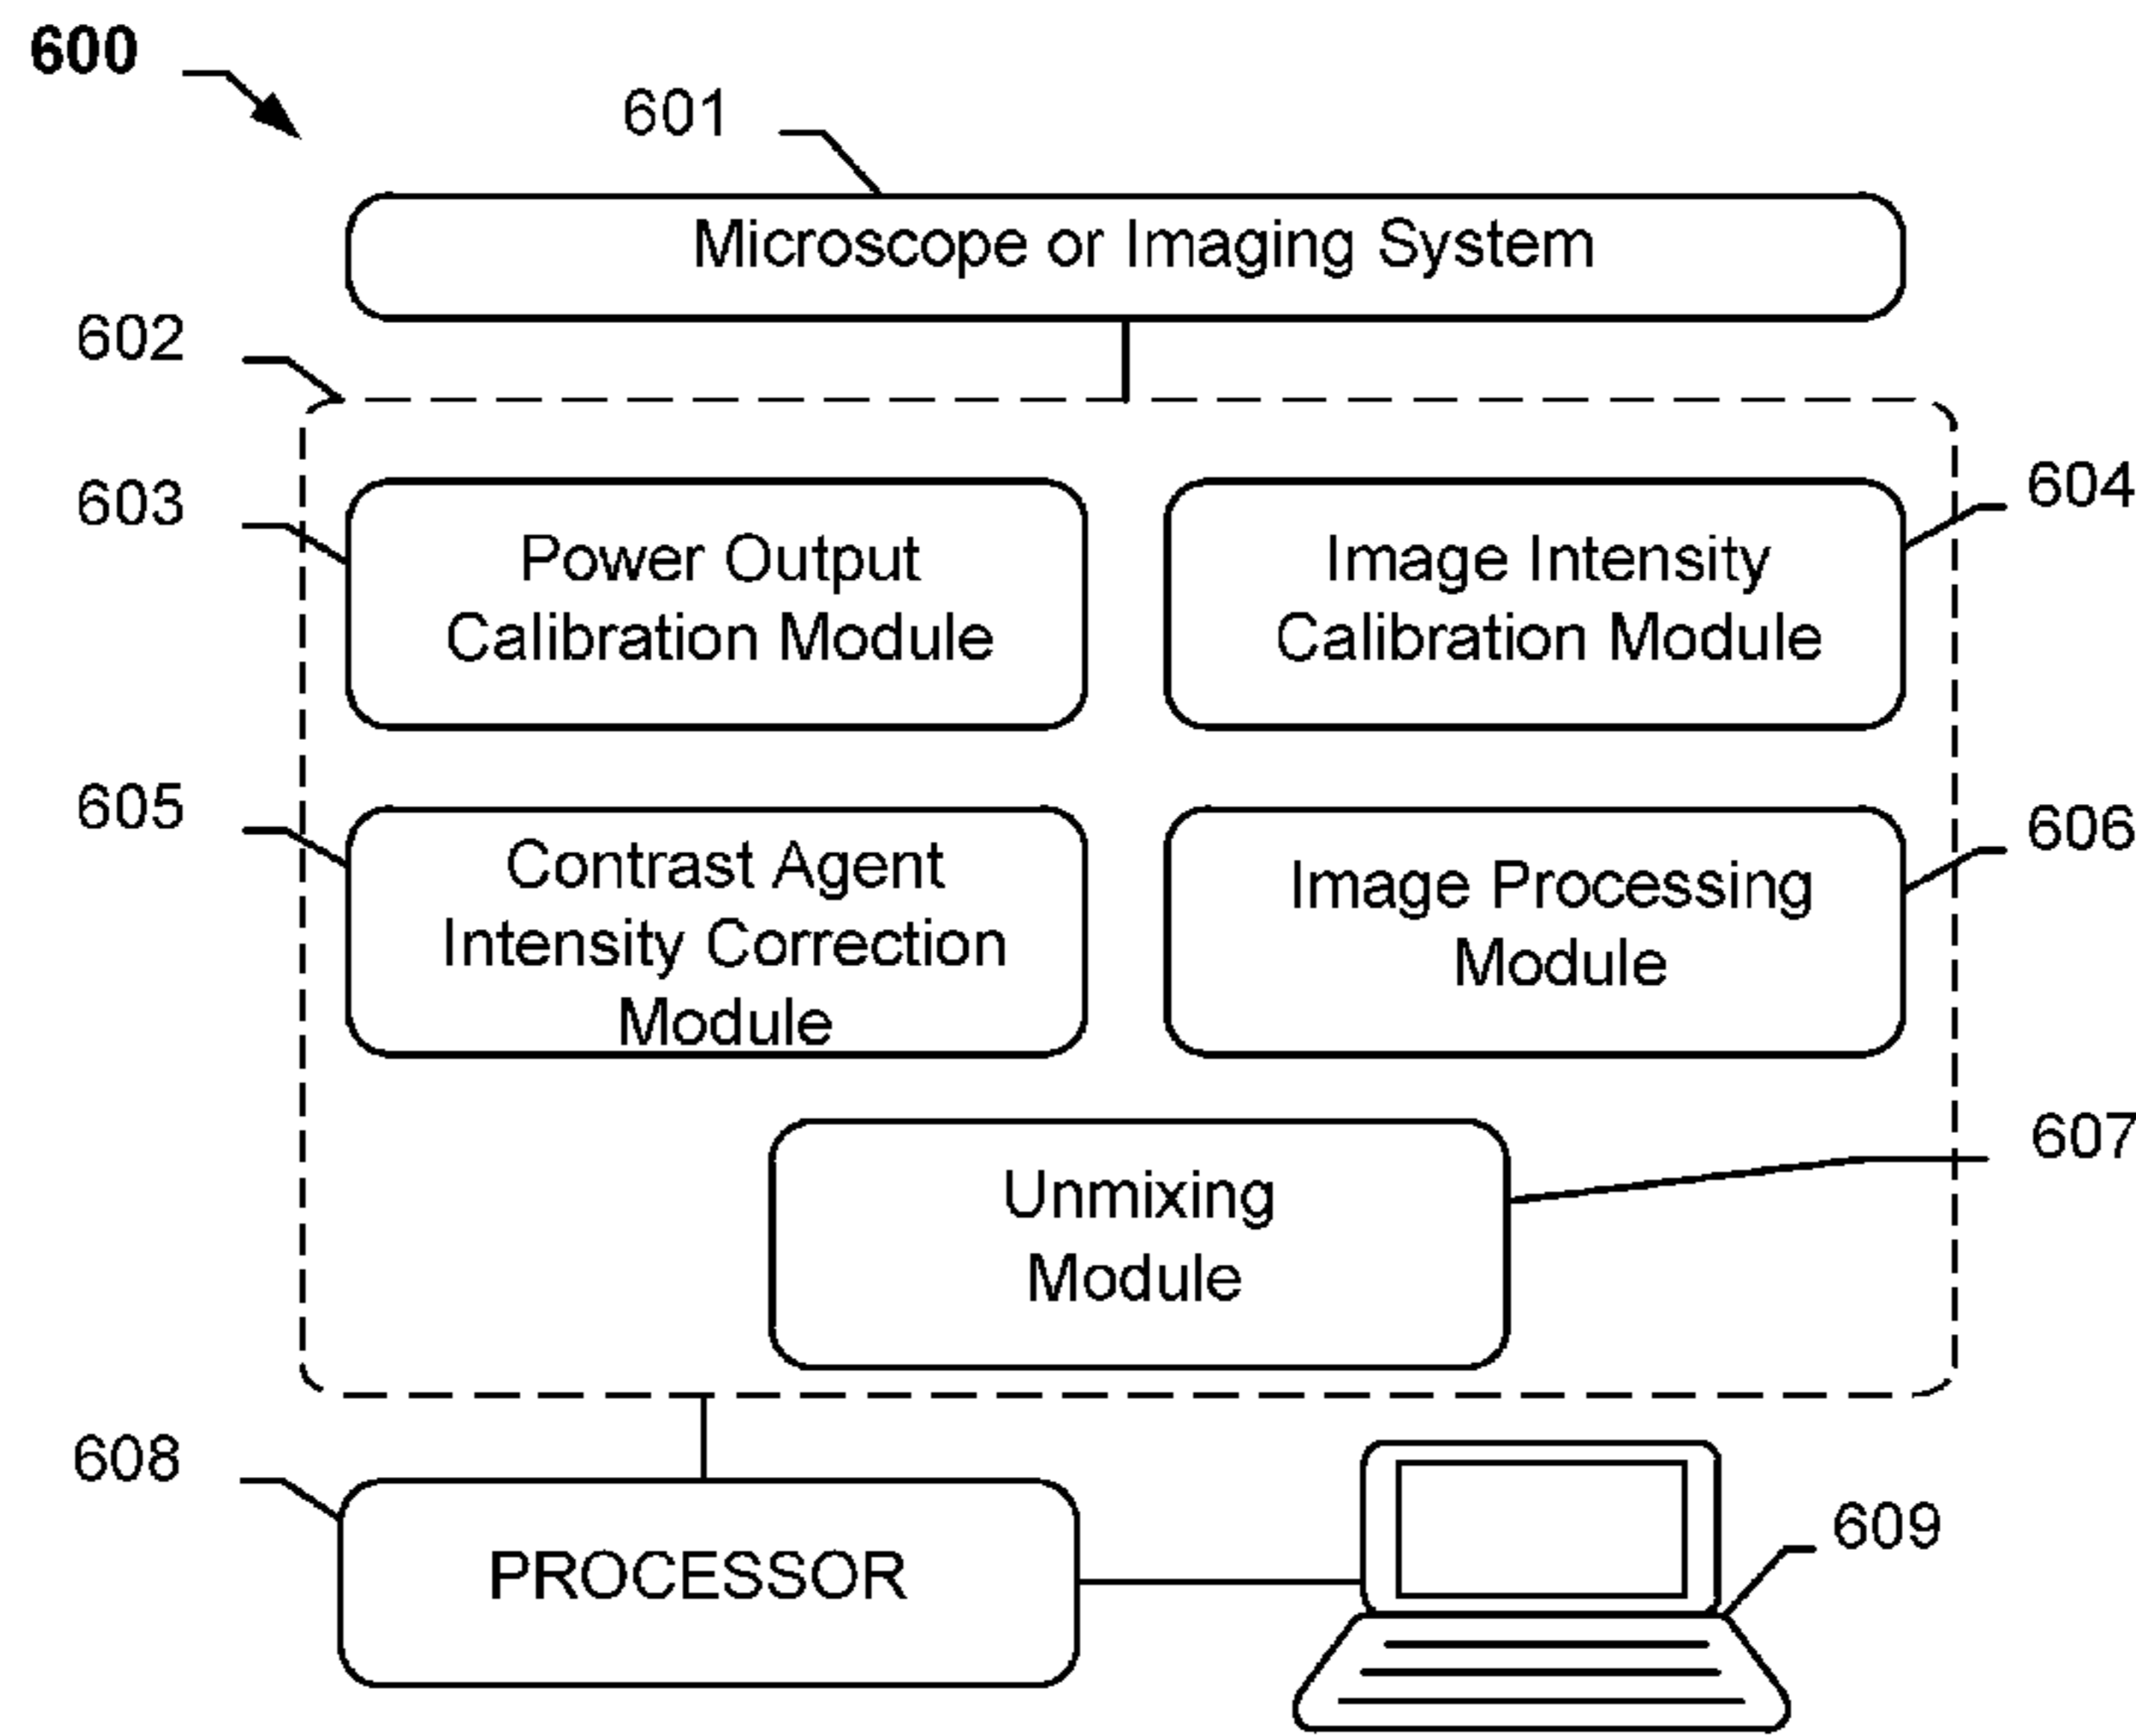 600
601
Microscope or Imaging System
602
603
Power Output
Calibration Module
604
Image Intensity
Calibration Module
605
Contrast Agent
Intensity Correction
Module
606
Image Processing
Module
607
Unmixing
Module
608
PROCESSOR
609